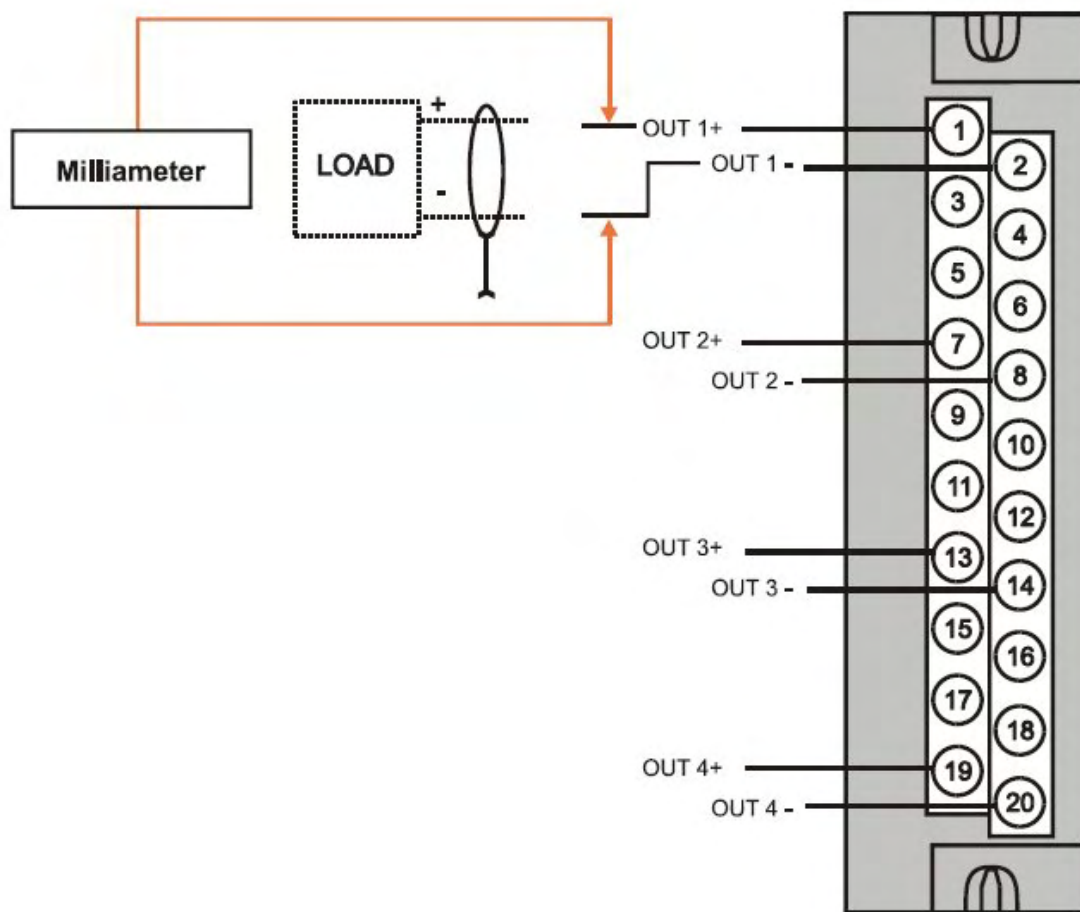 Milliameter
LOAD
+
-
OUT 1+
OUT 1 -
OUT 2+
OUT 2 -
OUT 3+
OUT 3 -
OUT 4+
OUT 4 -
1
2
3
4
5
6
7
8
9
10
11
12
13
14
15
16
17
18
19
20